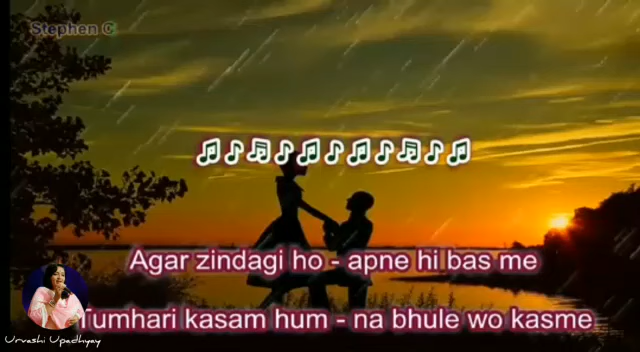 Stephen C
Agar zindagi ho - apne hi bas me
Tumhari kasam hum - na bhule wo kasme
Urvashi Upadhyay